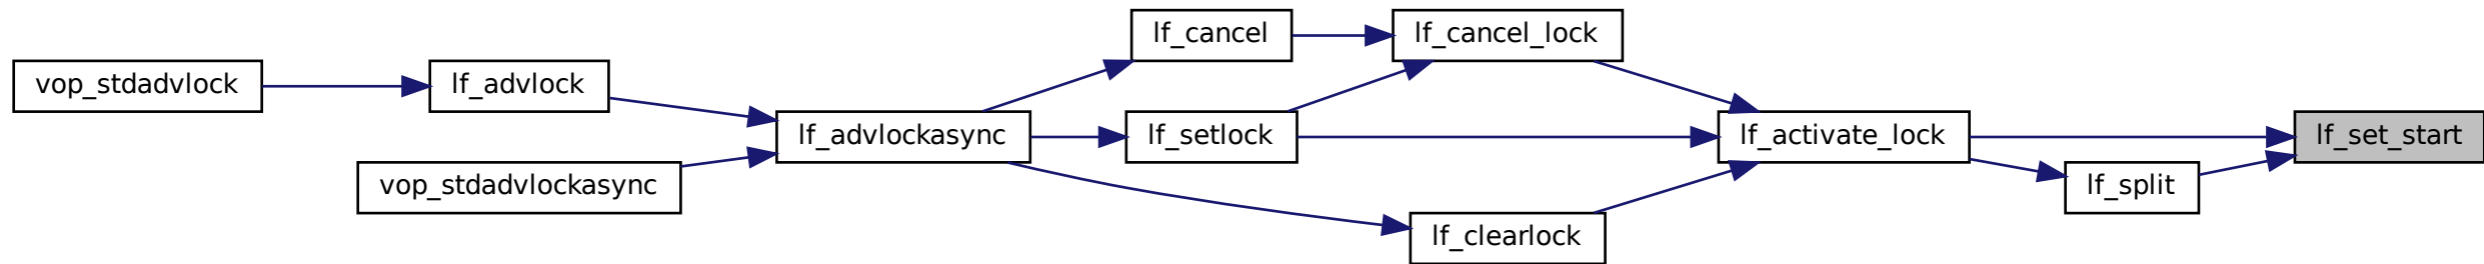 vop_stdadvlock
lf_advlock
vop_stdadvlockasync
lf_advlockasync
lf_cancel
lf_setlock
lf_cancel_lock
lf_clearlock
lf_activate_lock
lf_split
lf_set_start